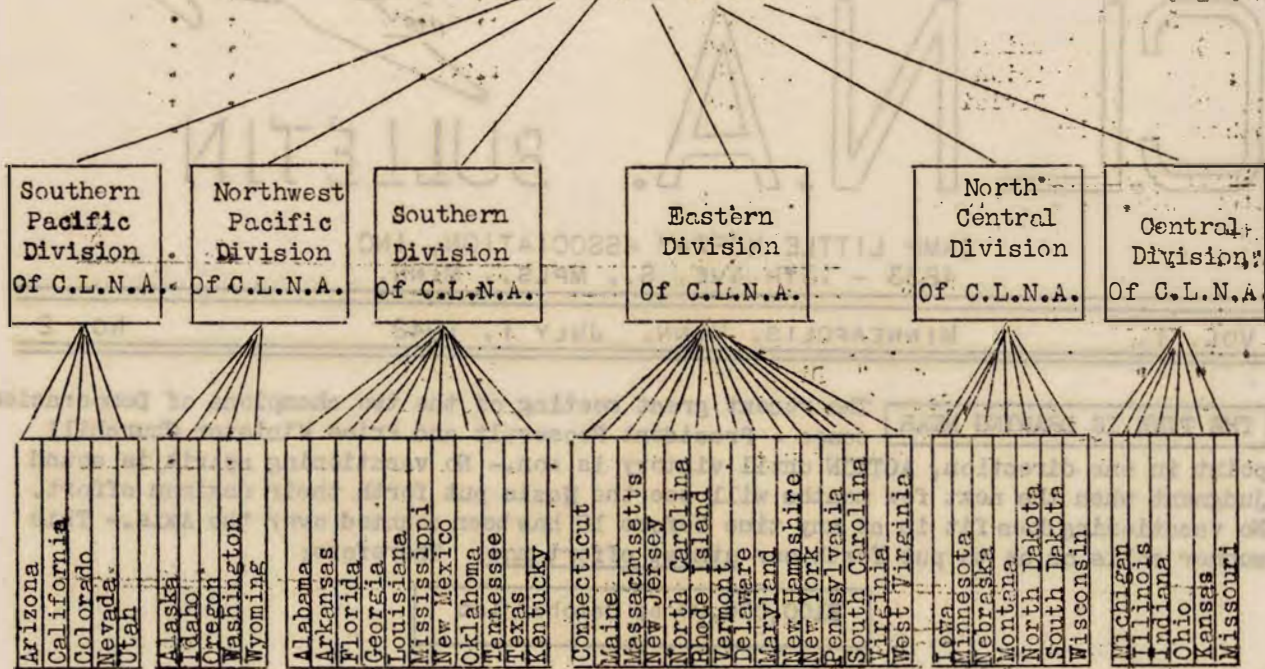 Southern
Pacific
Division
Of C.L.N.A.
Northwest
Pacific
Division
Of C.L.N.A.
Southern
Division
Of C.L.N.A.
Eastern
Division
Of C.L.N.A.
North
Central
Division
Of C.L.N.A.
Central
Division
Of C.L.N.A.
Arizona
California
Colorado
Nevada
Utah
Alaska
Idaho
Oregon
Washington
Wyoming
Alabama
Arkansas
Florida
Georgia
Louisiana
Mississippi
New Mexico
Oklahoma
Tennessee
Texas
Kentucky
Connecticut
Maine
Massachusetts
New Jersey
North Carolina
Rhode Island
Vermont
Delaware
Maryland
New Hampshire
New York
Pennsylvaia
South Carolina
Virginia
West Virginia
Iowa
Minnesota
Nebraska
Montana
North Dakota
South Dakota
Wisconsin
Michigan
Illinois
Indiana
Ohio
Kansas
Missouri